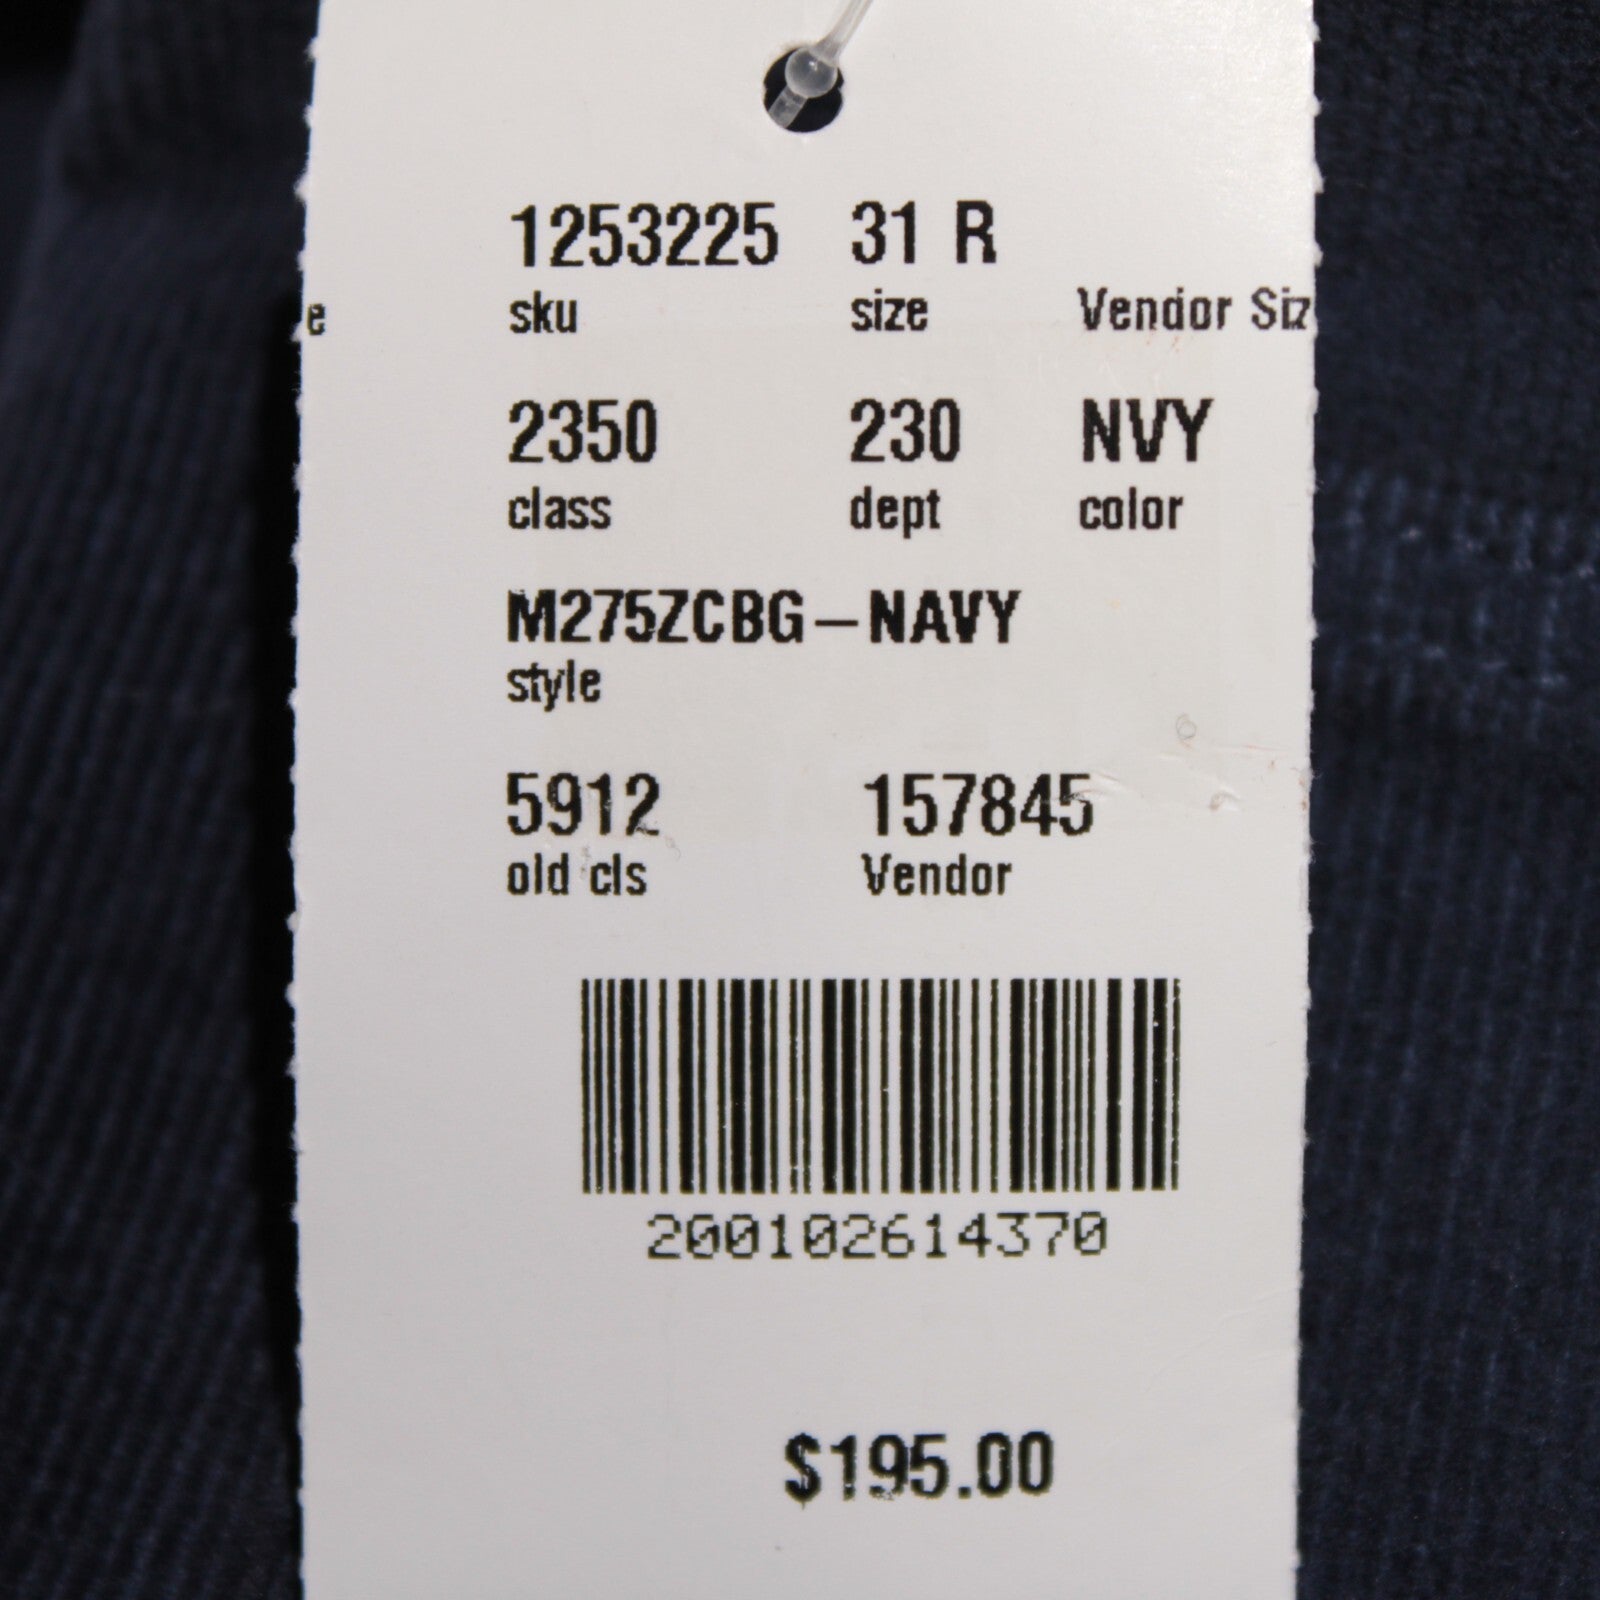 1253225 31 R
e sku size Vendor Siz
2350 230 NVY
class dept color
M275ZCBG-NAVY
style
5912 157845
old cls Vendor
200102614370
$195.00